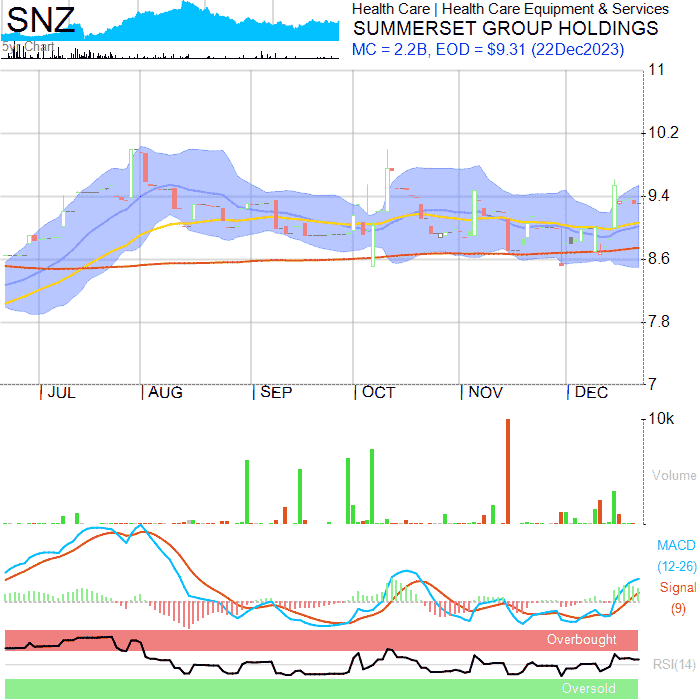 SNZ
5yr Chart
Health Care | Health Care Equipment & Services
SUMMERSET GROUP HOLDINGS
MC = 2.2B, EOD = $9.31 (22Dec2023)
11
10.2
9.4
8.6
7.8
7
JUL AUG SEP OCT NOV DEC
10k
Volume
MACD
(12-26)
Signal
(9)
Overbought
RSI(14)
Oversold